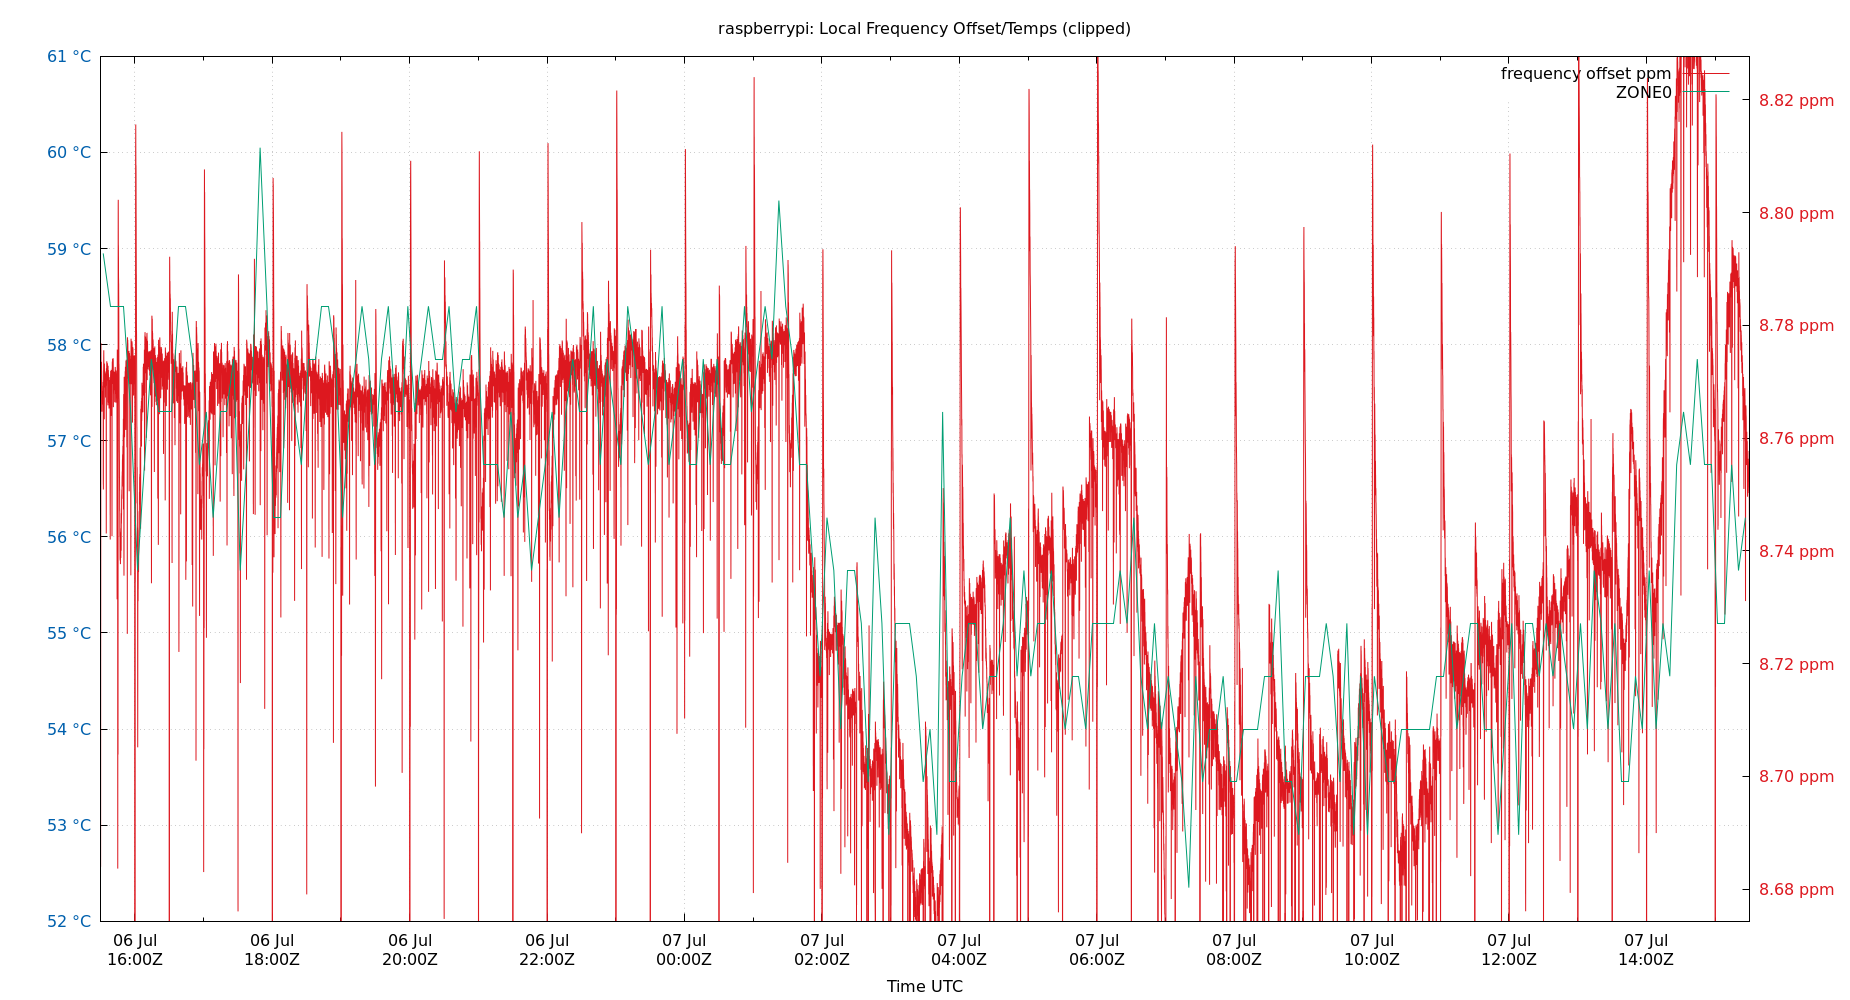 raspberrypi: Local Frequency Offset/Temps (clipped)
61 °C
60 °C
59 °C
58 °C
57 °C
56 °C
55 °C
54 °C
53 °C
52 °C
frequency offset ppm
ZONE0
8.82 ppm
8.80 ppm
8.78 ppm
8.76 ppm
8.74 ppm
8.72 ppm
8.70 ppm
8.68 ppm
06 Jul 06 Jul 06 Jul 06 Jul 07 Jul 07 Jul 07 Jul 07 Jul 07 Jul 07 Jul 07 Jul 07 Jul
16:00Z 18:00Z 20:00Z 22:00Z 00:00Z 02:00Z 04:00Z 06:00Z 08:00Z 10:00Z 12:00Z 14:00Z
Time UTC